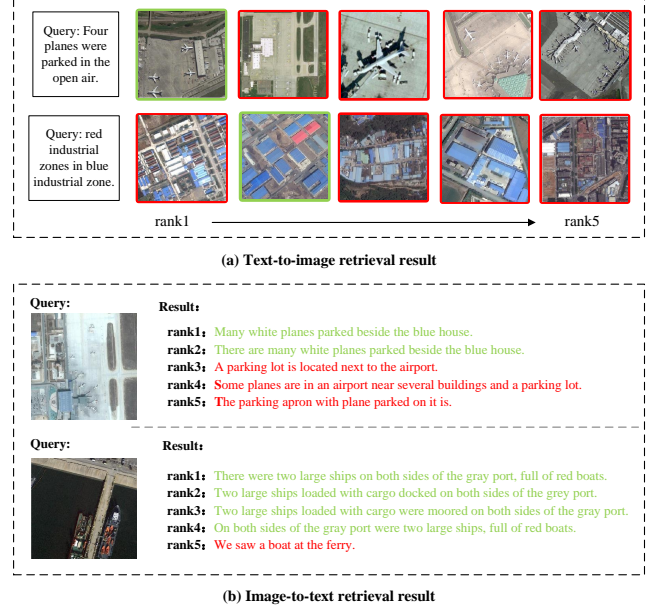 Query: Four
planes were
parked in the
open air.
Query: red
industrial
zones in blue
industrial zone.
rank1
rank5
(a) Text-to-image retrieval result
Query:
Result：
rank1：Many white planes parked beside the blue house.
rank2：There are many white planes parked beside the blue house.
rank3：A parking lot is located next to the airport.
rank4：Some planes are in an airport near several buildings and a parking lot.
rank5：The parking apron with plane parked on it is.
Query:
Result：
rank1：There were two large ships on both sides of the gray port, full of red boats.
rank2：Two large ships loaded with cargo docked on both sides of the grey port.
rank3：Two large ships loaded with cargo were moored on both sides of the gray port.
rank4：On both sides of the gray port were two large ships, full of red boats.
rank5：We saw a boat at the ferry.
(b) Image-to-text retrieval result